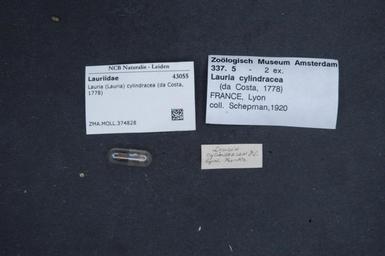 NCB Naturalis - Leiden
Lauriidae 43055
Lauria (Lauria) cylindracea (da Costa,
1778)
ZMA.MOLL.374828
Zoölogisch Museum Amsterdam
337. 5 - 2 ex.
Lauria cylindracea
(da Costa, 1778)
FRANCE, Lyon
coll. Schepman,1920
Lauria